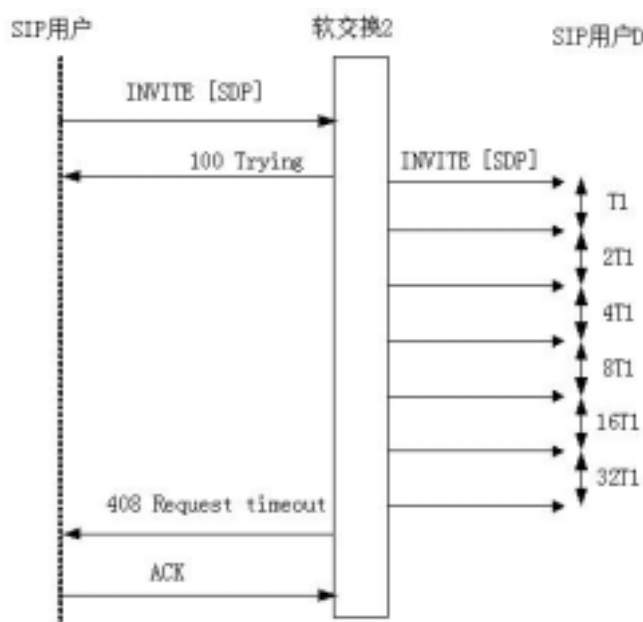 SIP用户
软交换2
SIP用户D
INVITE [SDP]
100 Trying
INVITE [SDP]
T1
2T1
4T1
8T1
16T1
32T1
408 Request timeout
ACK